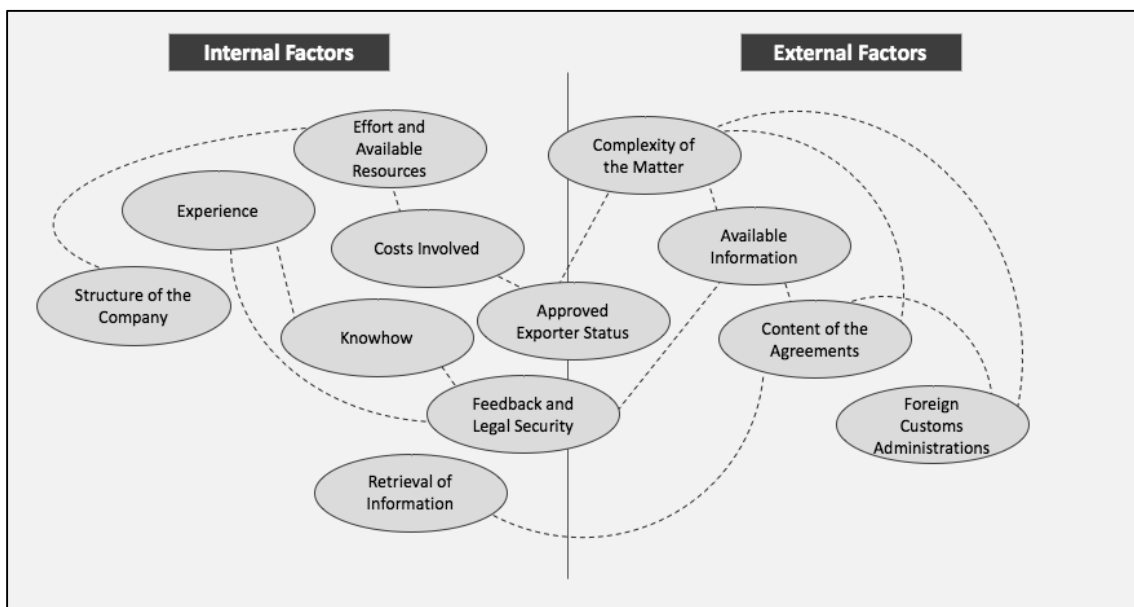 Internal Factors
External Factors
Effort and
Available
Resources
Complexity of
the Matter
Experience
Available
Information
Costs Involved
Structure of the
Company
Approved
Exporter Status
Knowhow
Content of the
Agreements
Feedback and
Legal Security
Foreign
Customs
Administrations
Retrieval of
Information